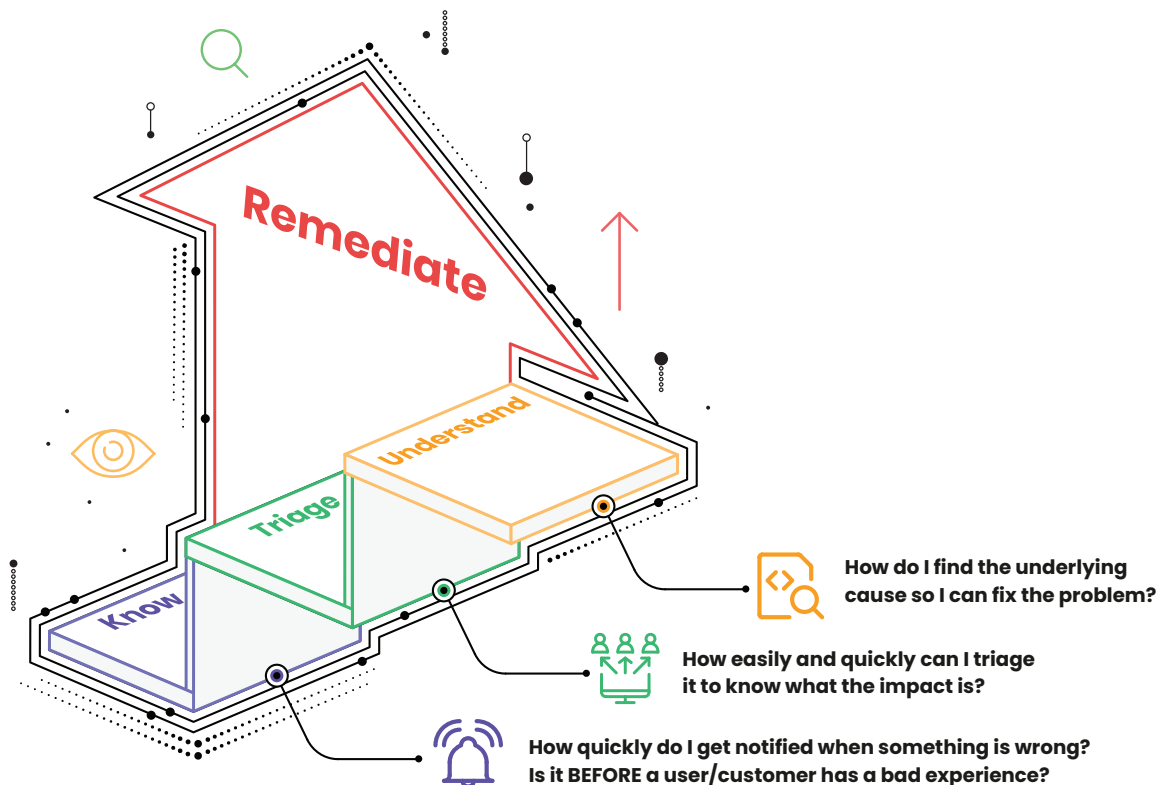 Remediate
Understand
Triage
Know
How do I find the underlying
cause so I can fix the problem?
How easily and quickly can I triage
it to know what the impact is?
How quickly do I get notified when something is wrong?
Is it BEFORE a user/customer has a bad experience?